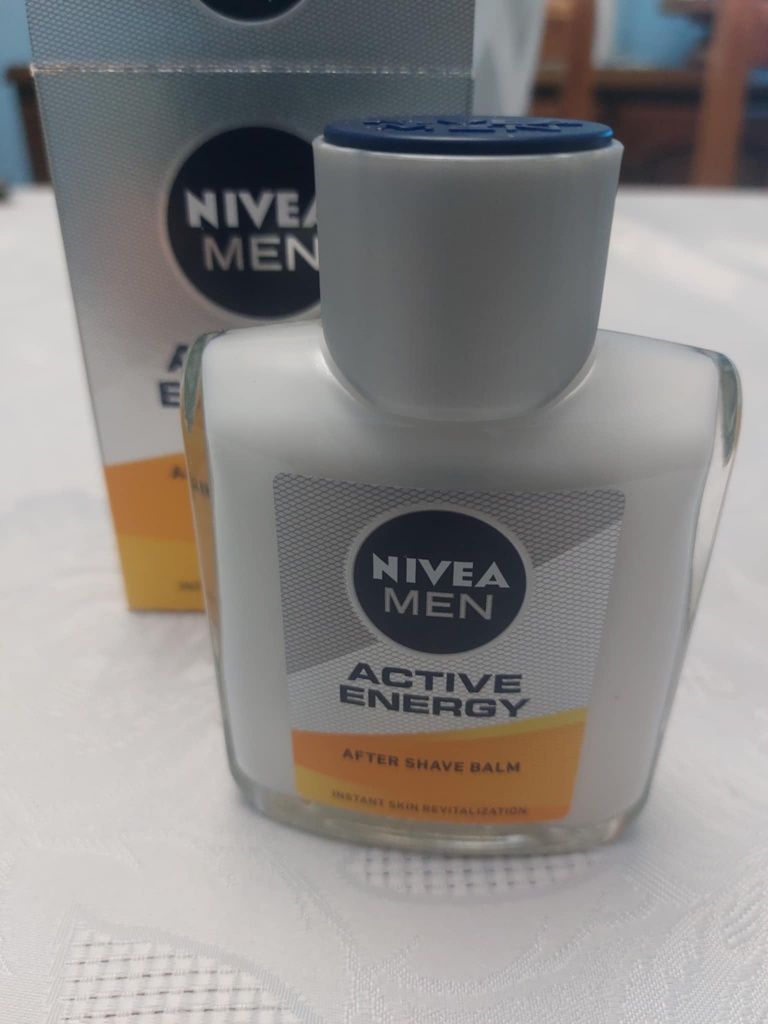 NIVEA
MEN
NIVEA
MEN
ACTIVE
ENERGY
AFTER SHAVE BALM
INSTANT SKIN REVITALIZATION